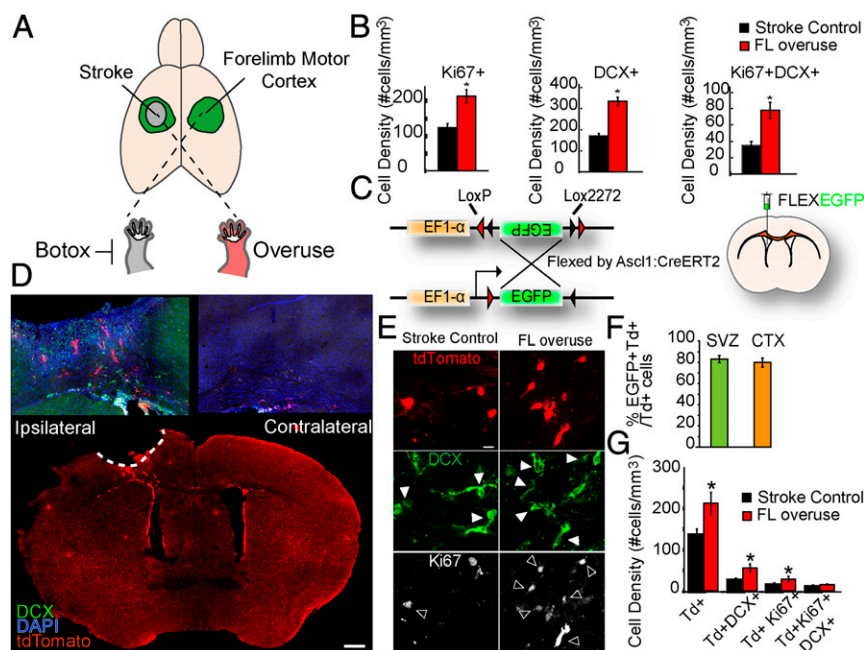 A
Stroke
Forelimb Motor
Cortex
Botox
Overuse
B
Stroke Control
FL overuse
Cell Density (#cells/mm³)
Ki67+
200
100
0
*
Cell Density (#cells/mm³)
DCX+
400
300
200
100
0
*
Cell Density (#cells/mm³)
Ki67+DCX+
80
60
40
20
0
*
C
LoxP
Lox2272
EF1-α
EGFP
Flexed by Ascl1:CreERT2
EF1-α
EGFP
FLEXEGFP
D
Ipsilateral
Contralateral
DCX
DAPI
tdTomato
E
Stroke Control
FL overuse
tdTomato
DCX
Ki67
F
% EGFP+Td+
/Td+ cells
100
80
60
40
20
0
SVZ
CTX
G
Stroke Control
FL overuse
Cell Density (#cells/mm³)
300
200
100
0
*
*
*
Td+
Td+DCX+
Td+ Ki67+
Td+Ki67+
DCX+